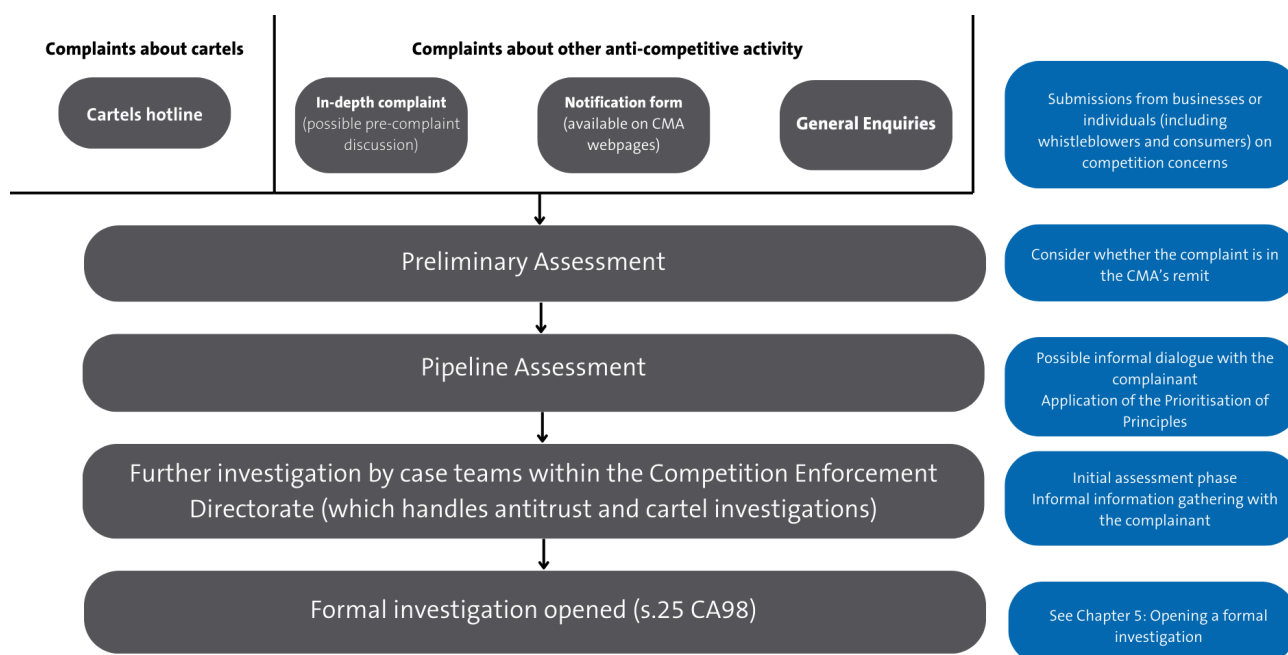 Complaints about cartels
Complaints about other anti-competitive activity
Cartels hotline
In-depth complaint
(possible pre-complaint
discussion)
Notification form
(available on CMA
webpages)
General Enquiries
Submissions from businesses or
individuals (including
whistleblowers and consumers) on
competition concerns
Preliminary Assessment
Consider whether the complaint is in
the CMA's remit
Pipeline Assessment
Possible informal dialogue with the
complainant
Application of the Prioritisation of
Principles
Further investigation by case teams within the Competition Enforcement
Directorate (which handles antitrust and cartel investigations)
Initial assessment phase
Informal information gathering with
the complainant
Formal investigation opened (s.25 CA98)
See Chapter 5: Opening a formal
investigation